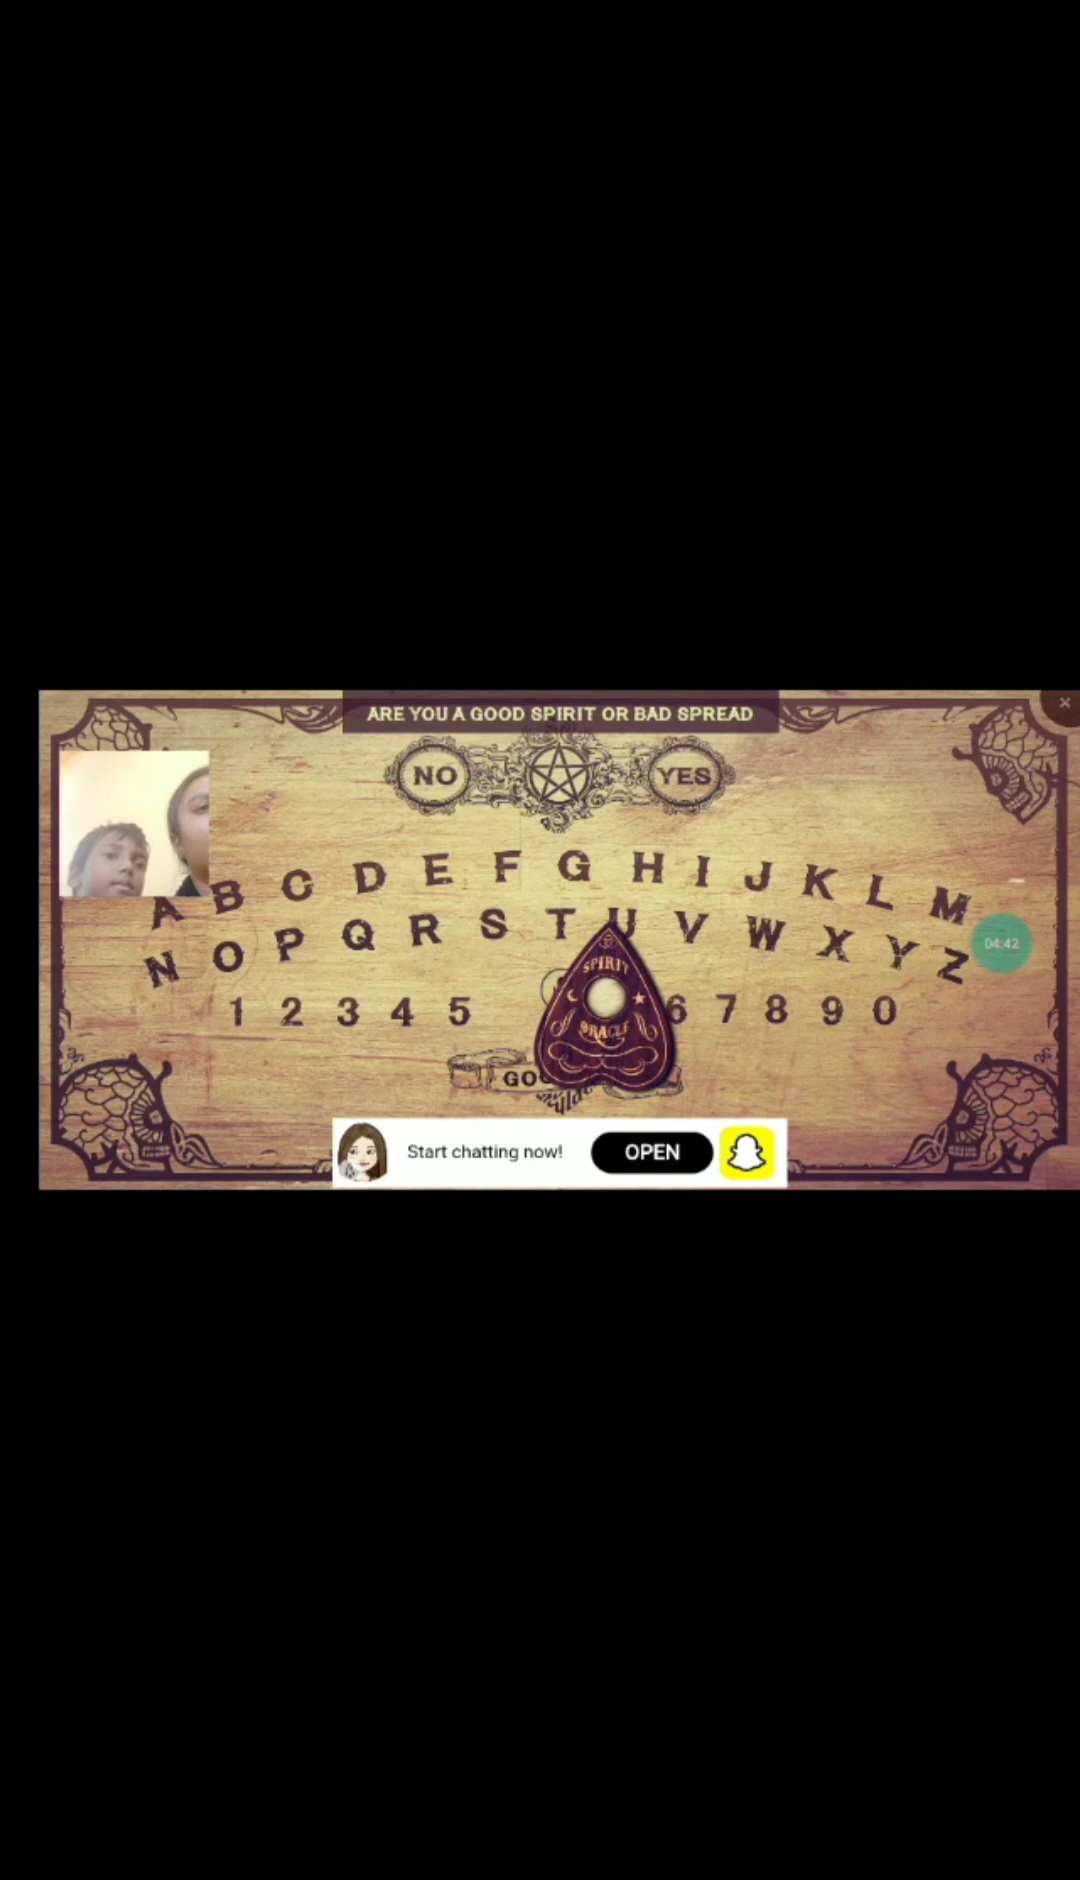 ARE YOU A GOOD SPIRIT OR BAD SPREAD
NO YES
A B C D E F G H I J K L M
N O P Q R S T U V W X Y Z
04:42
SPIRIT
1 2 3 4 5 6 7 8 9 0
ORACLE
Start chatting now! OPEN